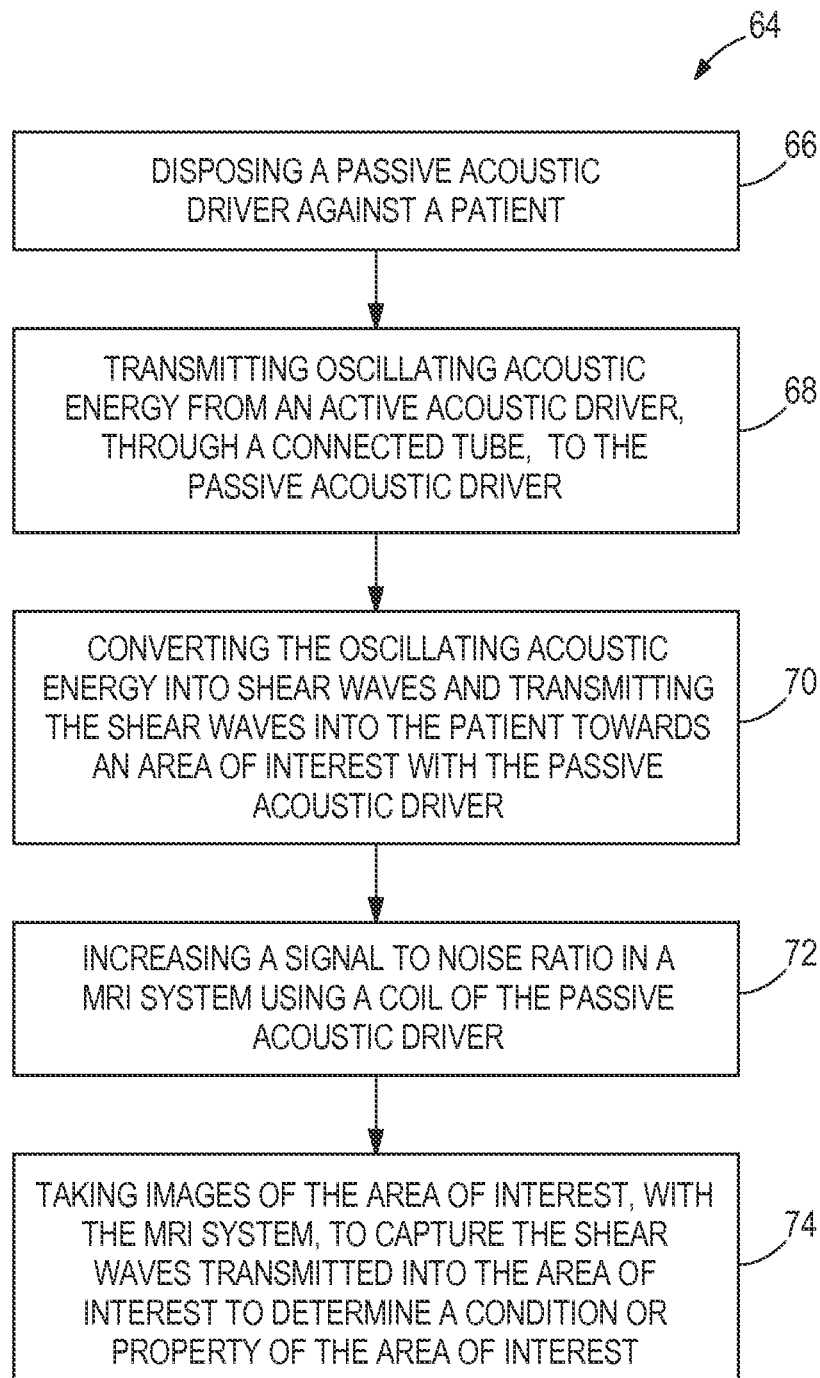 64
DISPOSING A PASSIVE ACOUSTIC
DRIVER AGAINST A PATIENT
66
TRANSMITTING OSCILLATING ACOUSTIC
ENERGY FROM AN ACTIVE ACOUSTIC DRIVER,
THROUGH A CONNECTED TUBE, TO THE
PASSIVE ACOUSTIC DRIVER
68
CONVERTING THE OSCILLATING ACOUSTIC
ENERGY INTO SHEAR WAVES AND TRANSMITTING
THE SHEAR WAVES INTO THE PATIENT TOWARDS
AN AREA OF INTEREST WITH THE PASSIVE
ACOUSTIC DRIVER
70
INCREASING A SIGNAL TO NOISE RATIO IN A
MRI SYSTEM USING A COIL OF THE PASSIVE
ACOUSTIC DRIVER
72
TAKING IMAGES OF THE AREA OF INTEREST, WITH
THE MRI SYSTEM, TO CAPTURE THE SHEAR
WAVES TRANSMITTED INTO THE AREA OF
INTEREST TO DETERMINE A CONDITION OR
PROPERTY OF THE AREA OF INTEREST
74